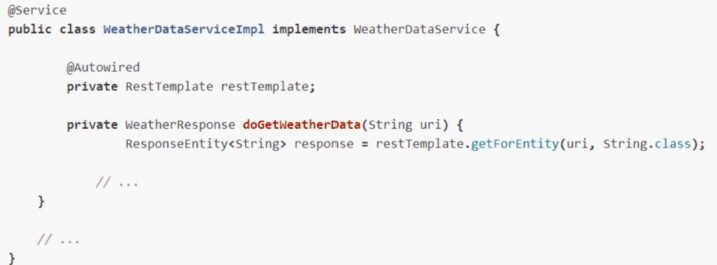 @Service
public class WeatherDataServiceImpl implements WeatherDataService {
@Autowired
private RestTemplate restTemplate;
private WeatherResponse doGetWeatherData(String uri) {
ResponseEntity<String> response = restTemplate.getForEntity(uri, String.class);
// ...
}
// ...
}